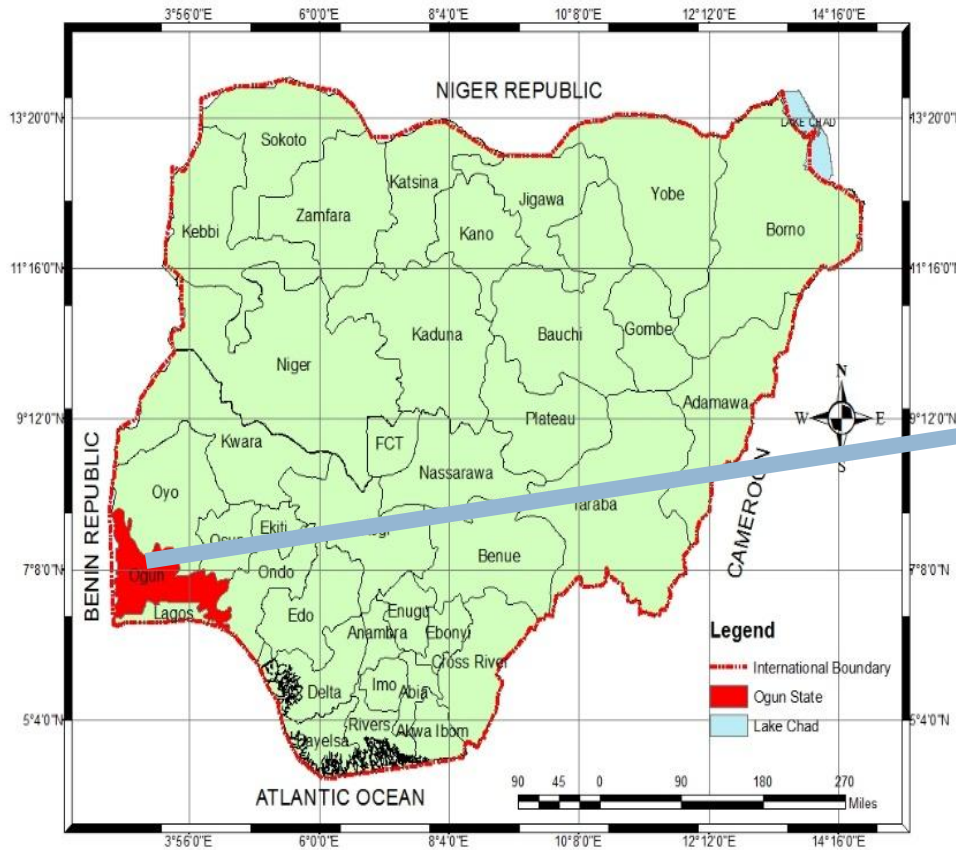 3°56'0"E 6°0'0"E 8°4'0"E 10°8'0"E 12°12'0"E 14°16'0"E
NIGER REPUBLIC
13°20'0"N 13°20'0"N
LAKE CHAD
Sokoto
Katsina
Yobe
Jigawa
Zamfara
Kano
Kebbi
Borno
11°16'0"N 11°16'0"N
Kaduna
Bauchi
Gombe
Niger
N
Adamawa
9°12'0"N 9°12'0"N
Plateau
W E
Kwara
FCT
S
Nassarawa
BENIN REPUBLIC
Oyo
CAMEROON
Ekiti
Benue
7°8'0"N 7°8'0"N
Ogun
Ondo
Lagos
Edo
Enugu
Anambra
Ebonyi
Legend
Cross River
International Boundary
Imo
Abia
Delta
Ogun State
5°4'0"N 5°4'0"N
Rivers
Lake Chad
Akwa Ibom
90 45 0 90 180 270
Miles
ATLANTIC OCEAN
3°56'0"E 6°0'0"E 8°4'0"E 10°8'0"E 12°12'0"E 14°16'0"E